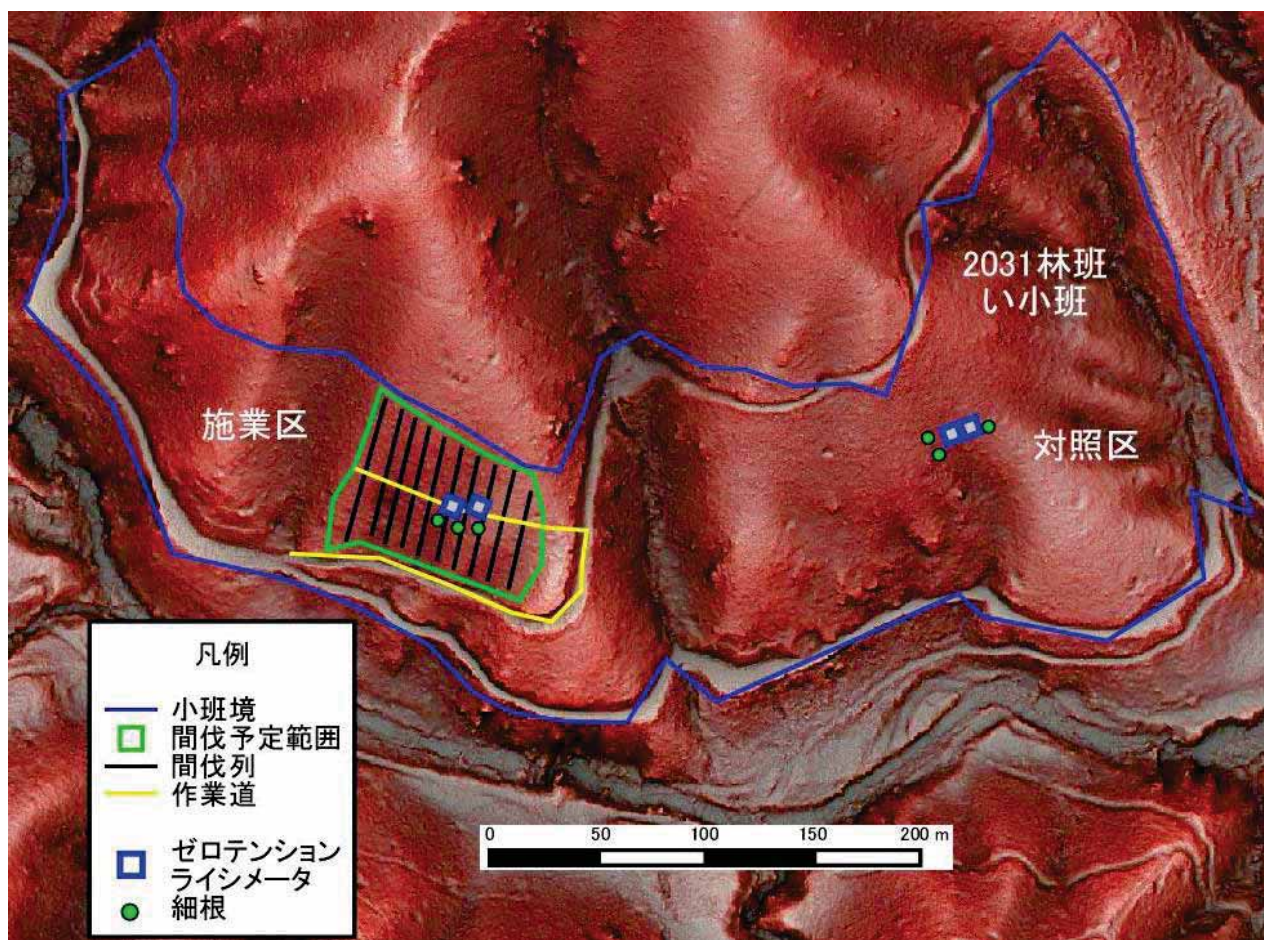 2031林班
い小班
施業区
対照区
凡例
小班境
間伐予定範囲
間伐列
作業道
ゼロテンション
ライシメータ
細根
0 50 100 150 200 m